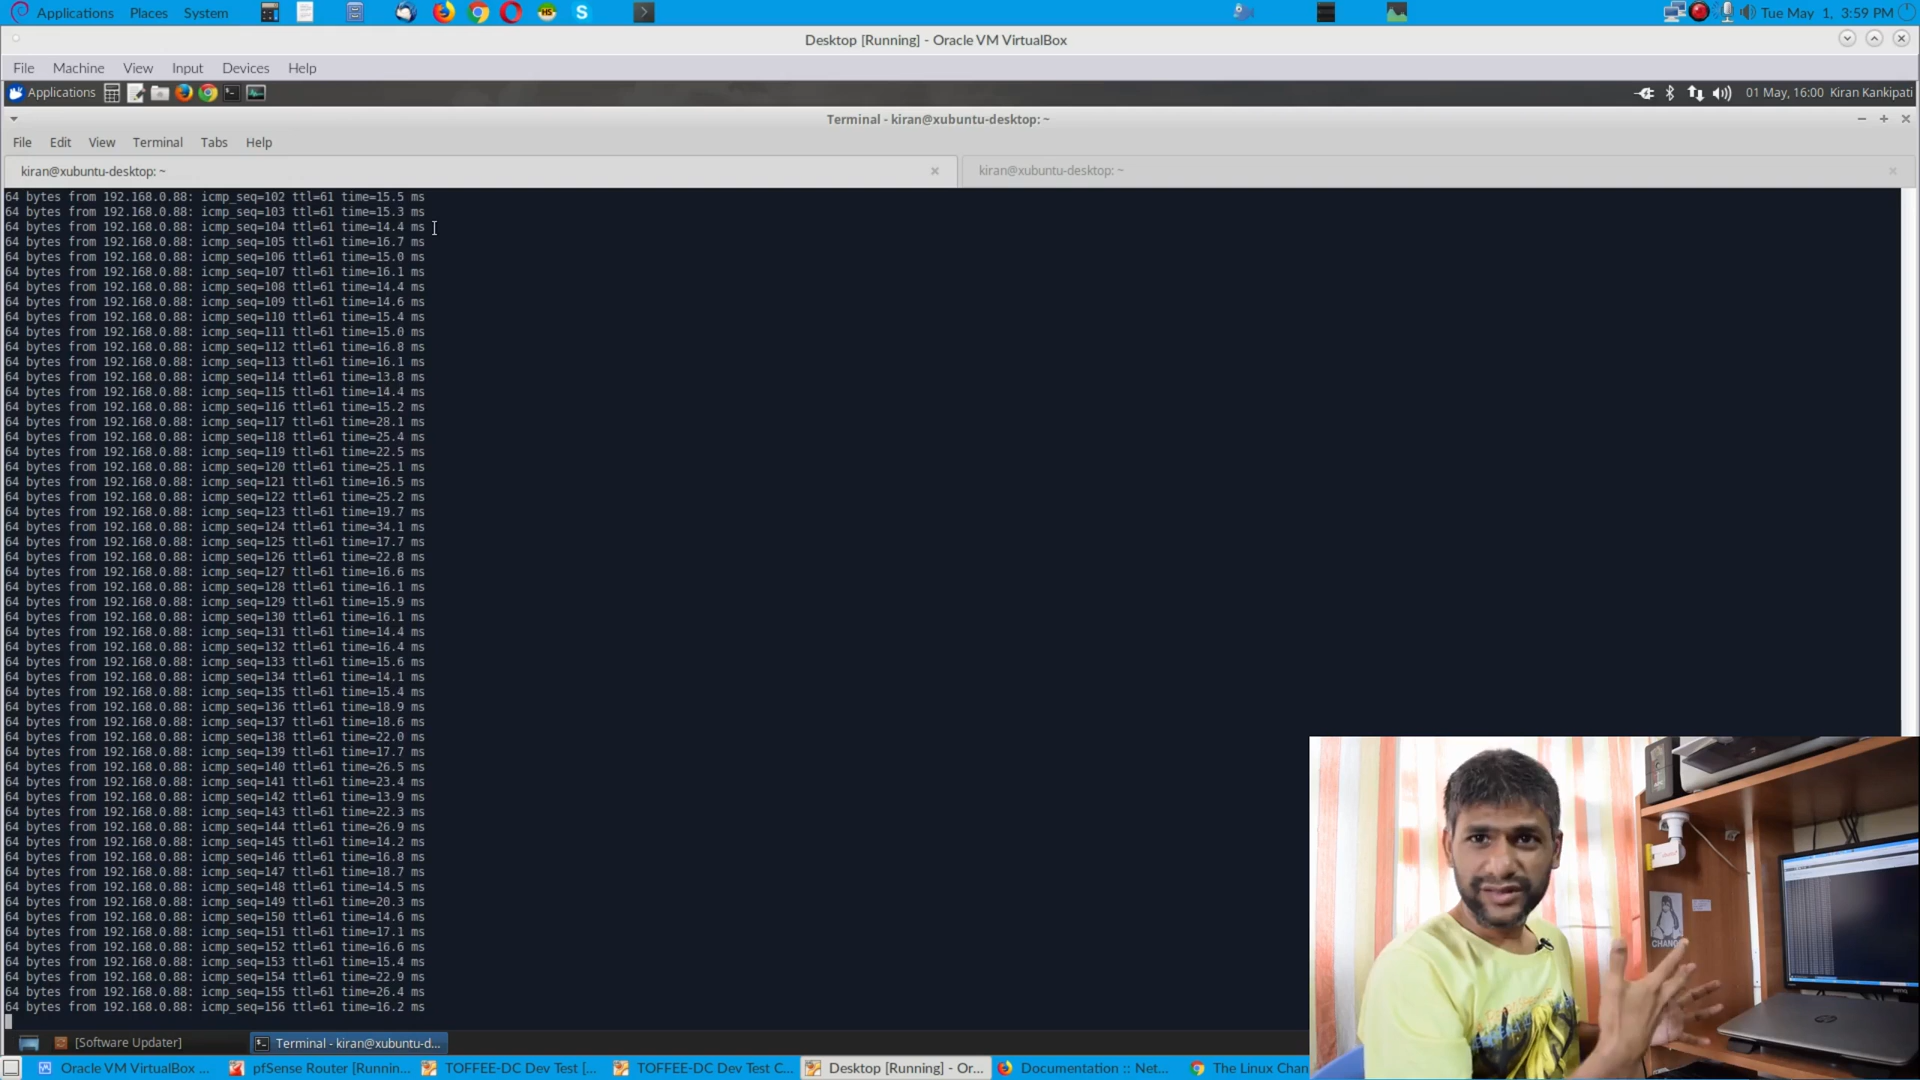 Applications Places System
Tue May 1, 3:59 PM
Desktop [Running] - Oracle VM VirtualBox
File Machine View Input Devices Help
Applications
01 May, 16:00 Kiran Kankipati
Terminal - kiran@xubuntu-desktop: ~
File Edit View Terminal Tabs Help
kiran@xubuntu-desktop: ~
kiran@xubuntu-desktop: ~
64 bytes from 192.168.0.88: icmp_seq=102 ttl=61 time=15.5 ms
64 bytes from 192.168.0.88: icmp_seq=103 ttl=61 time=15.3 ms
64 bytes from 192.168.0.88: icmp_seq=104 ttl=61 time=14.4 ms
64 bytes from 192.168.0.88: icmp_seq=105 ttl=61 time=16.7 ms
64 bytes from 192.168.0.88: icmp_seq=106 ttl=61 time=15.0 ms
64 bytes from 192.168.0.88: icmp_seq=107 ttl=61 time=16.1 ms
64 bytes from 192.168.0.88: icmp_seq=108 ttl=61 time=14.4 ms
64 bytes from 192.168.0.88: icmp_seq=109 ttl=61 time=14.6 ms
64 bytes from 192.168.0.88: icmp_seq=110 ttl=61 time=15.4 ms
64 bytes from 192.168.0.88: icmp_seq=111 ttl=61 time=15.0 ms
64 bytes from 192.168.0.88: icmp_seq=112 ttl=61 time=16.8 ms
64 bytes from 192.168.0.88: icmp_seq=113 ttl=61 time=16.1 ms
64 bytes from 192.168.0.88: icmp_seq=114 ttl=61 time=13.8 ms
64 bytes from 192.168.0.88: icmp_seq=115 ttl=61 time=14.4 ms
64 bytes from 192.168.0.88: icmp_seq=116 ttl=61 time=15.2 ms
64 bytes from 192.168.0.88: icmp_seq=117 ttl=61 time=28.1 ms
64 bytes from 192.168.0.88: icmp_seq=118 ttl=61 time=25.4 ms
64 bytes from 192.168.0.88: icmp_seq=119 ttl=61 time=22.5 ms
64 bytes from 192.168.0.88: icmp_seq=120 ttl=61 time=25.1 ms
64 bytes from 192.168.0.88: icmp_seq=121 ttl=61 time=16.5 ms
64 bytes from 192.168.0.88: icmp_seq=122 ttl=61 time=25.2 ms
64 bytes from 192.168.0.88: icmp_seq=123 ttl=61 time=19.7 ms
64 bytes from 192.168.0.88: icmp_seq=124 ttl=61 time=34.1 ms
64 bytes from 192.168.0.88: icmp_seq=125 ttl=61 time=17.7 ms
64 bytes from 192.168.0.88: icmp_seq=126 ttl=61 time=22.8 ms
64 bytes from 192.168.0.88: icmp_seq=127 ttl=61 time=16.6 ms
64 bytes from 192.168.0.88: icmp_seq=128 ttl=61 time=16.1 ms
64 bytes from 192.168.0.88: icmp_seq=129 ttl=61 time=15.9 ms
64 bytes from 192.168.0.88: icmp_seq=130 ttl=61 time=16.1 ms
64 bytes from 192.168.0.88: icmp_seq=131 ttl=61 time=14.4 ms
64 bytes from 192.168.0.88: icmp_seq=132 ttl=61 time=16.4 ms
64 bytes from 192.168.0.88: icmp_seq=133 ttl=61 time=15.6 ms
64 bytes from 192.168.0.88: icmp_seq=134 ttl=61 time=14.1 ms
64 bytes from 192.168.0.88: icmp_seq=135 ttl=61 time=15.4 ms
64 bytes from 192.168.0.88: icmp_seq=136 ttl=61 time=18.9 ms
64 bytes from 192.168.0.88: icmp_seq=137 ttl=61 time=18.6 ms
64 bytes from 192.168.0.88: icmp_seq=138 ttl=61 time=22.0 ms
64 bytes from 192.168.0.88: icmp_seq=139 ttl=61 time=17.7 ms
64 bytes from 192.168.0.88: icmp_seq=140 ttl=61 time=26.5 ms
64 bytes from 192.168.0.88: icmp_seq=141 ttl=61 time=23.4 ms
64 bytes from 192.168.0.88: icmp_seq=142 ttl=61 time=13.9 ms
64 bytes from 192.168.0.88: icmp_seq=143 ttl=61 time=22.3 ms
64 bytes from 192.168.0.88: icmp_seq=144 ttl=61 time=26.9 ms
64 bytes from 192.168.0.88: icmp_seq=145 ttl=61 time=14.2 ms
64 bytes from 192.168.0.88: icmp_seq=146 ttl=61 time=16.8 ms
64 bytes from 192.168.0.88: icmp_seq=147 ttl=61 time=18.7 ms
64 bytes from 192.168.0.88: icmp_seq=148 ttl=61 time=14.5 ms
64 bytes from 192.168.0.88: icmp_seq=149 ttl=61 time=20.3 ms
64 bytes from 192.168.0.88: icmp_seq=150 ttl=61 time=14.6 ms
64 bytes from 192.168.0.88: icmp_seq=151 ttl=61 time=17.1 ms
64 bytes from 192.168.0.88: icmp_seq=152 ttl=61 time=16.6 ms
64 bytes from 192.168.0.88: icmp_seq=153 ttl=61 time=15.4 ms
64 bytes from 192.168.0.88: icmp_seq=154 ttl=61 time=22.9 ms
64 bytes from 192.168.0.88: icmp_seq=155 ttl=61 time=26.4 ms
64 bytes from 192.168.0.88: icmp_seq=156 ttl=61 time=16.2 ms
CHANG
[Software Updater]
Terminal - kiran@xubuntu-d...
Oracle VM VirtualBox ...
pfSense Router [Runnin...
TOFFEE-DC Dev Test [...
TOFFEE-DC Dev Test C...
Desktop [Running] - Or...
Documentation :: Net...
The Linux Chan